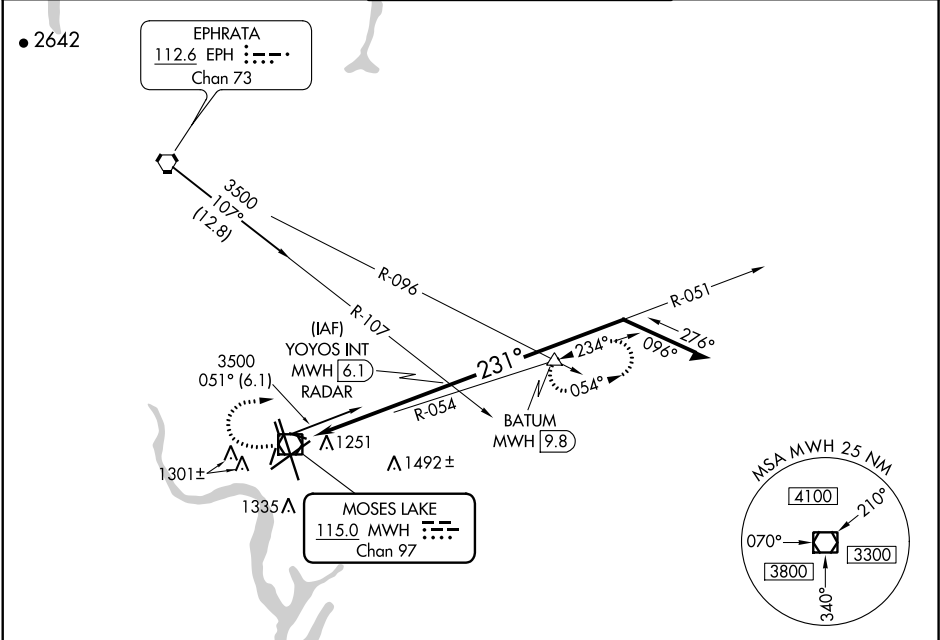 2642
EPHRATA
112.6 EPH
Chan 73
3500
107°
(12.8)
R-096
R-107
R-051
276°
096°
(IAF)
YOYOS INT
MWH 6.1
RADAR
231°
234°
054°
3500
051° (6.1)
R-054
BATUM
MWH 9.8
1251
1492±
1301±
1335
MOSES LAKE
115.0 MWH
Chan 97
MSA MWH 25 NM
4100
210°
070°
3300
3800
340°